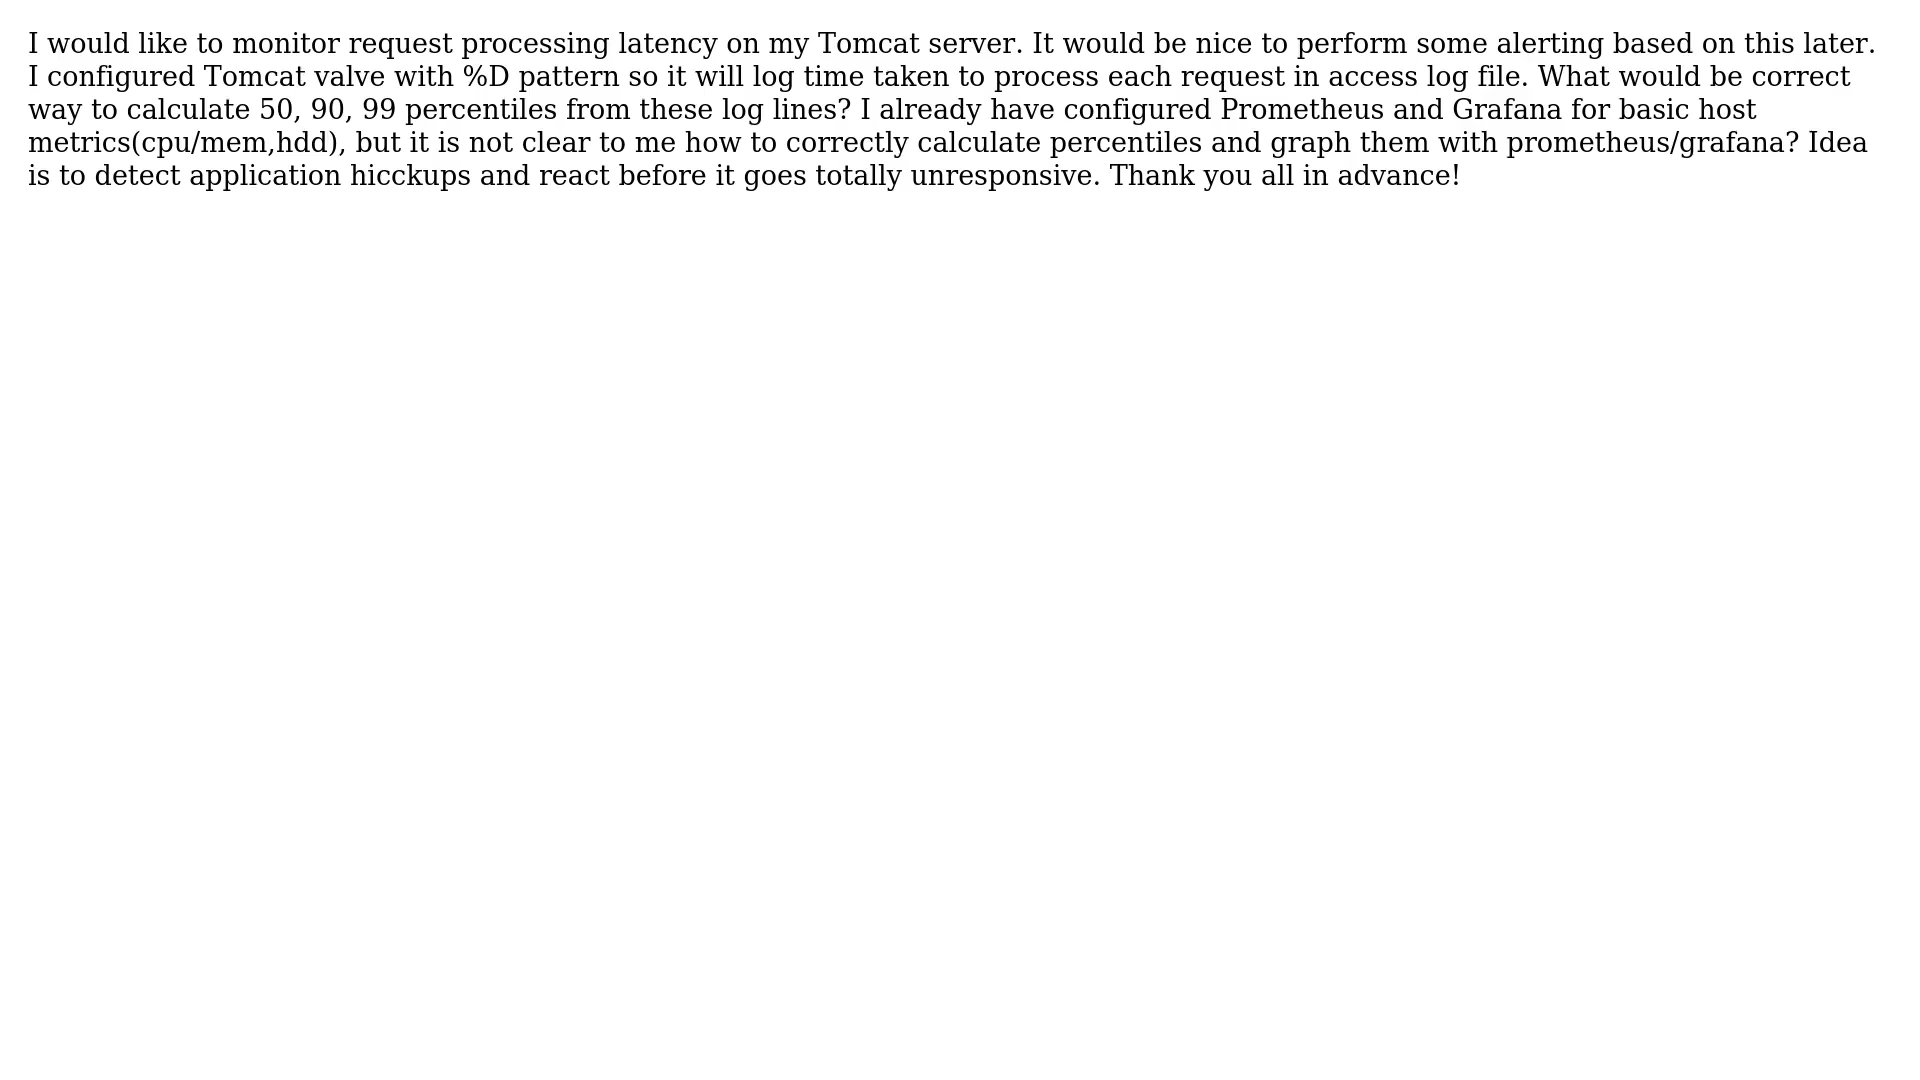 I would like to monitor request processing latency on my Tomcat server. It would be nice to perform some alerting based on this later.
I configured Tomcat valve with %D pattern so it will log time taken to process each request in access log file. What would be correct
way to calculate 50, 90, 99 percentiles from these log lines? I already have configured Prometheus and Grafana for basic host
metrics(cpu/mem,hdd), but it is not clear to me how to correctly calculate percentiles and graph them with prometheus/grafana? Idea
is to detect application hicckups and react before it goes totally unresponsive. Thank you all in advance!